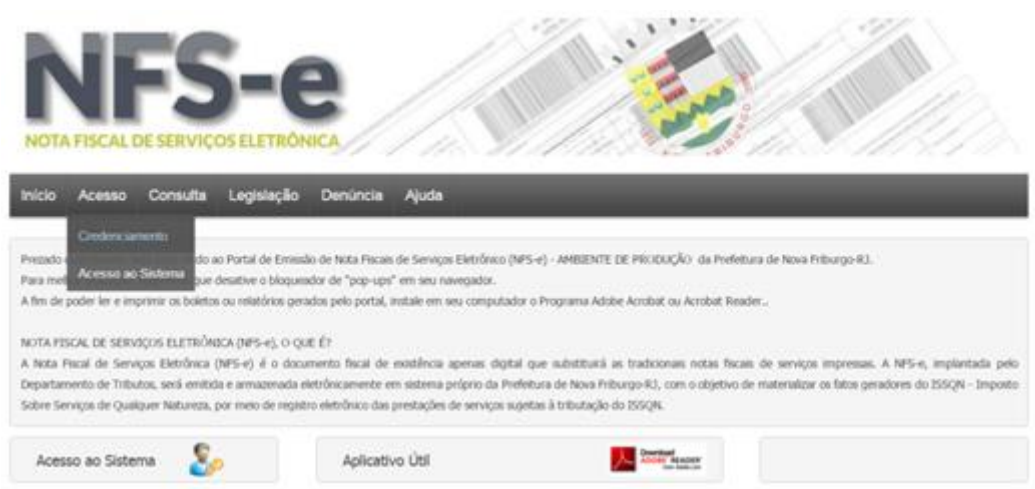 NFS-e
NOTA FISCAL DE SERVIÇOS ELETRÔNICA
Início Acesso Consulta Legislação Denúncia Ajuda
Credenciamento
Acesso ao Sistema
Prezado ao Portal de Emissão de Nota Fiscais de Serviços Eletrônico (NFS-e) - AMBIENTE DE PRODUÇÃO da Prefeitura de Nova Friburgo-RJ.
Para que desative o bloqueador de "pop-ups" em seu navegador.
A fim de poder ler e imprimir os boletos ou relatórios gerados pelo portal, instale em seu computador o Programa Adobe Acrobat ou Acrobat Reader..
NOTA FISCAL DE SERVIÇOS ELETRÔNICA (NFS-e), O QUE É?
A Nota Fiscal de Serviços Eletrônica (NFS-e) é o documento fiscal de existência apenas digital que substituirá as tradicionais notas fiscais de serviços impressas. A NFS-e, implantada pelo
Departamento de Tributos, será emitida e armazenada eletrônicamente em sistema próprio da Prefeitura de Nova Friburgo-RJ, com o objetivo de materializar os fatos geradores do ISSQN - Imposto
Sobre Serviços de Qualquer Natureza, por meio de registro eletrônico das prestações de serviços sujeitas à tributação do ISSQN.
Acesso ao Sistema
Aplicativo Útil
Download
ADOBE READER